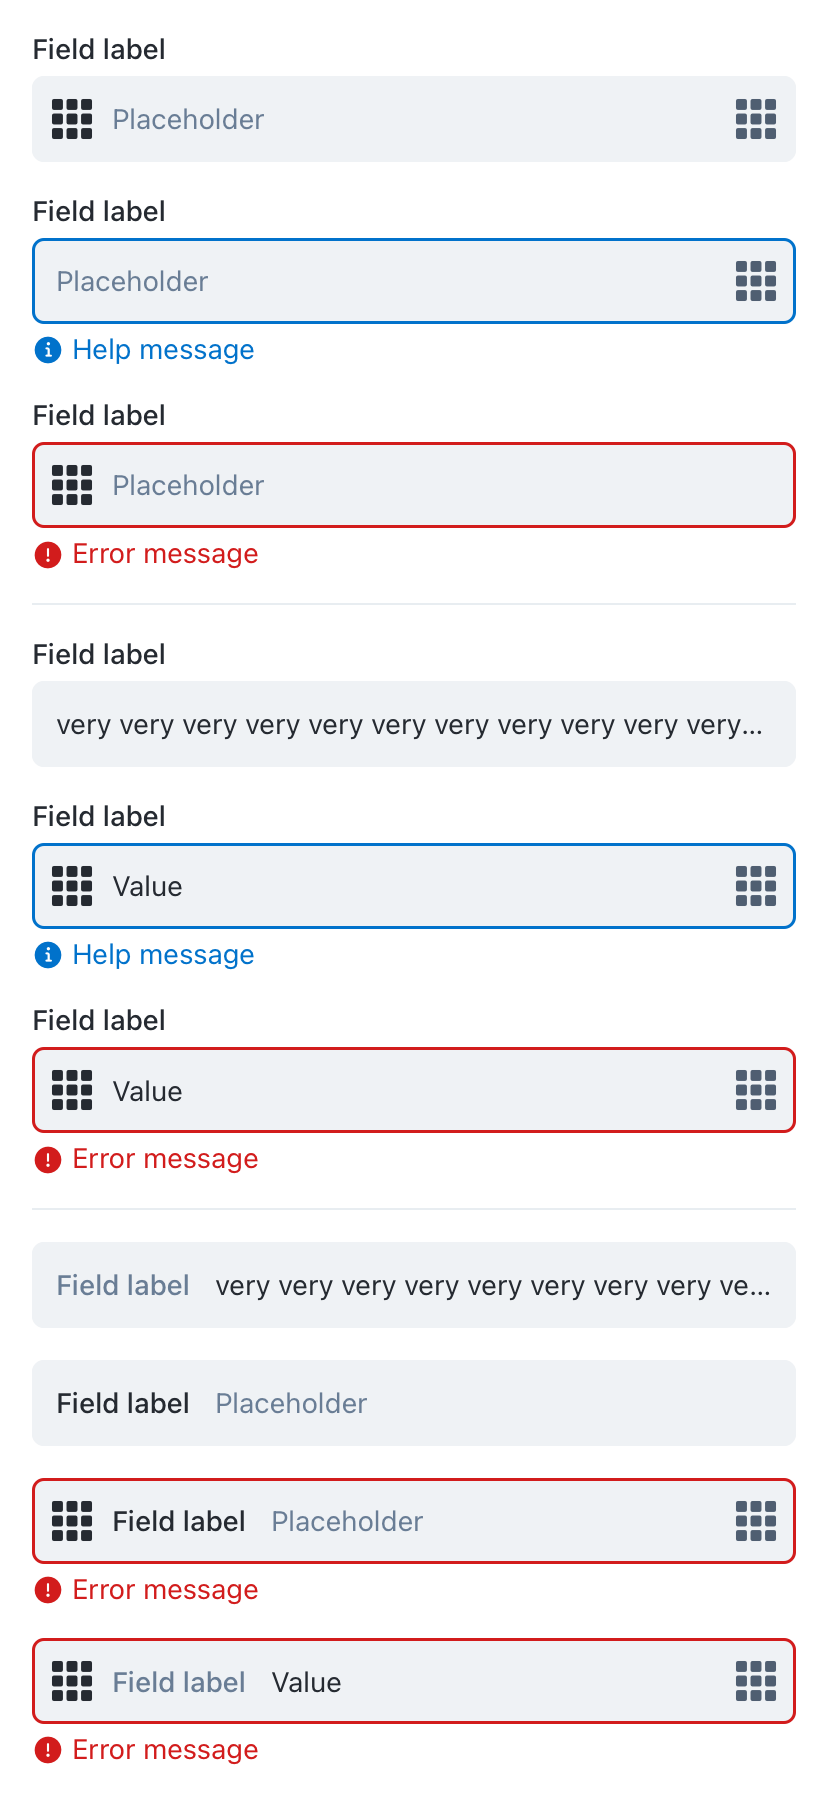 Field label
Placeholder
Field label
Placeholder
Help message
Field label
Placeholder
Error message
Field label
very very very very very very very very very very very...
Field label
Value
Help message
Field label
Value
Error message
Field label very very very very very very very very ve...
Field label Placeholder
Field label Placeholder
Error message
Field label Value
Error message